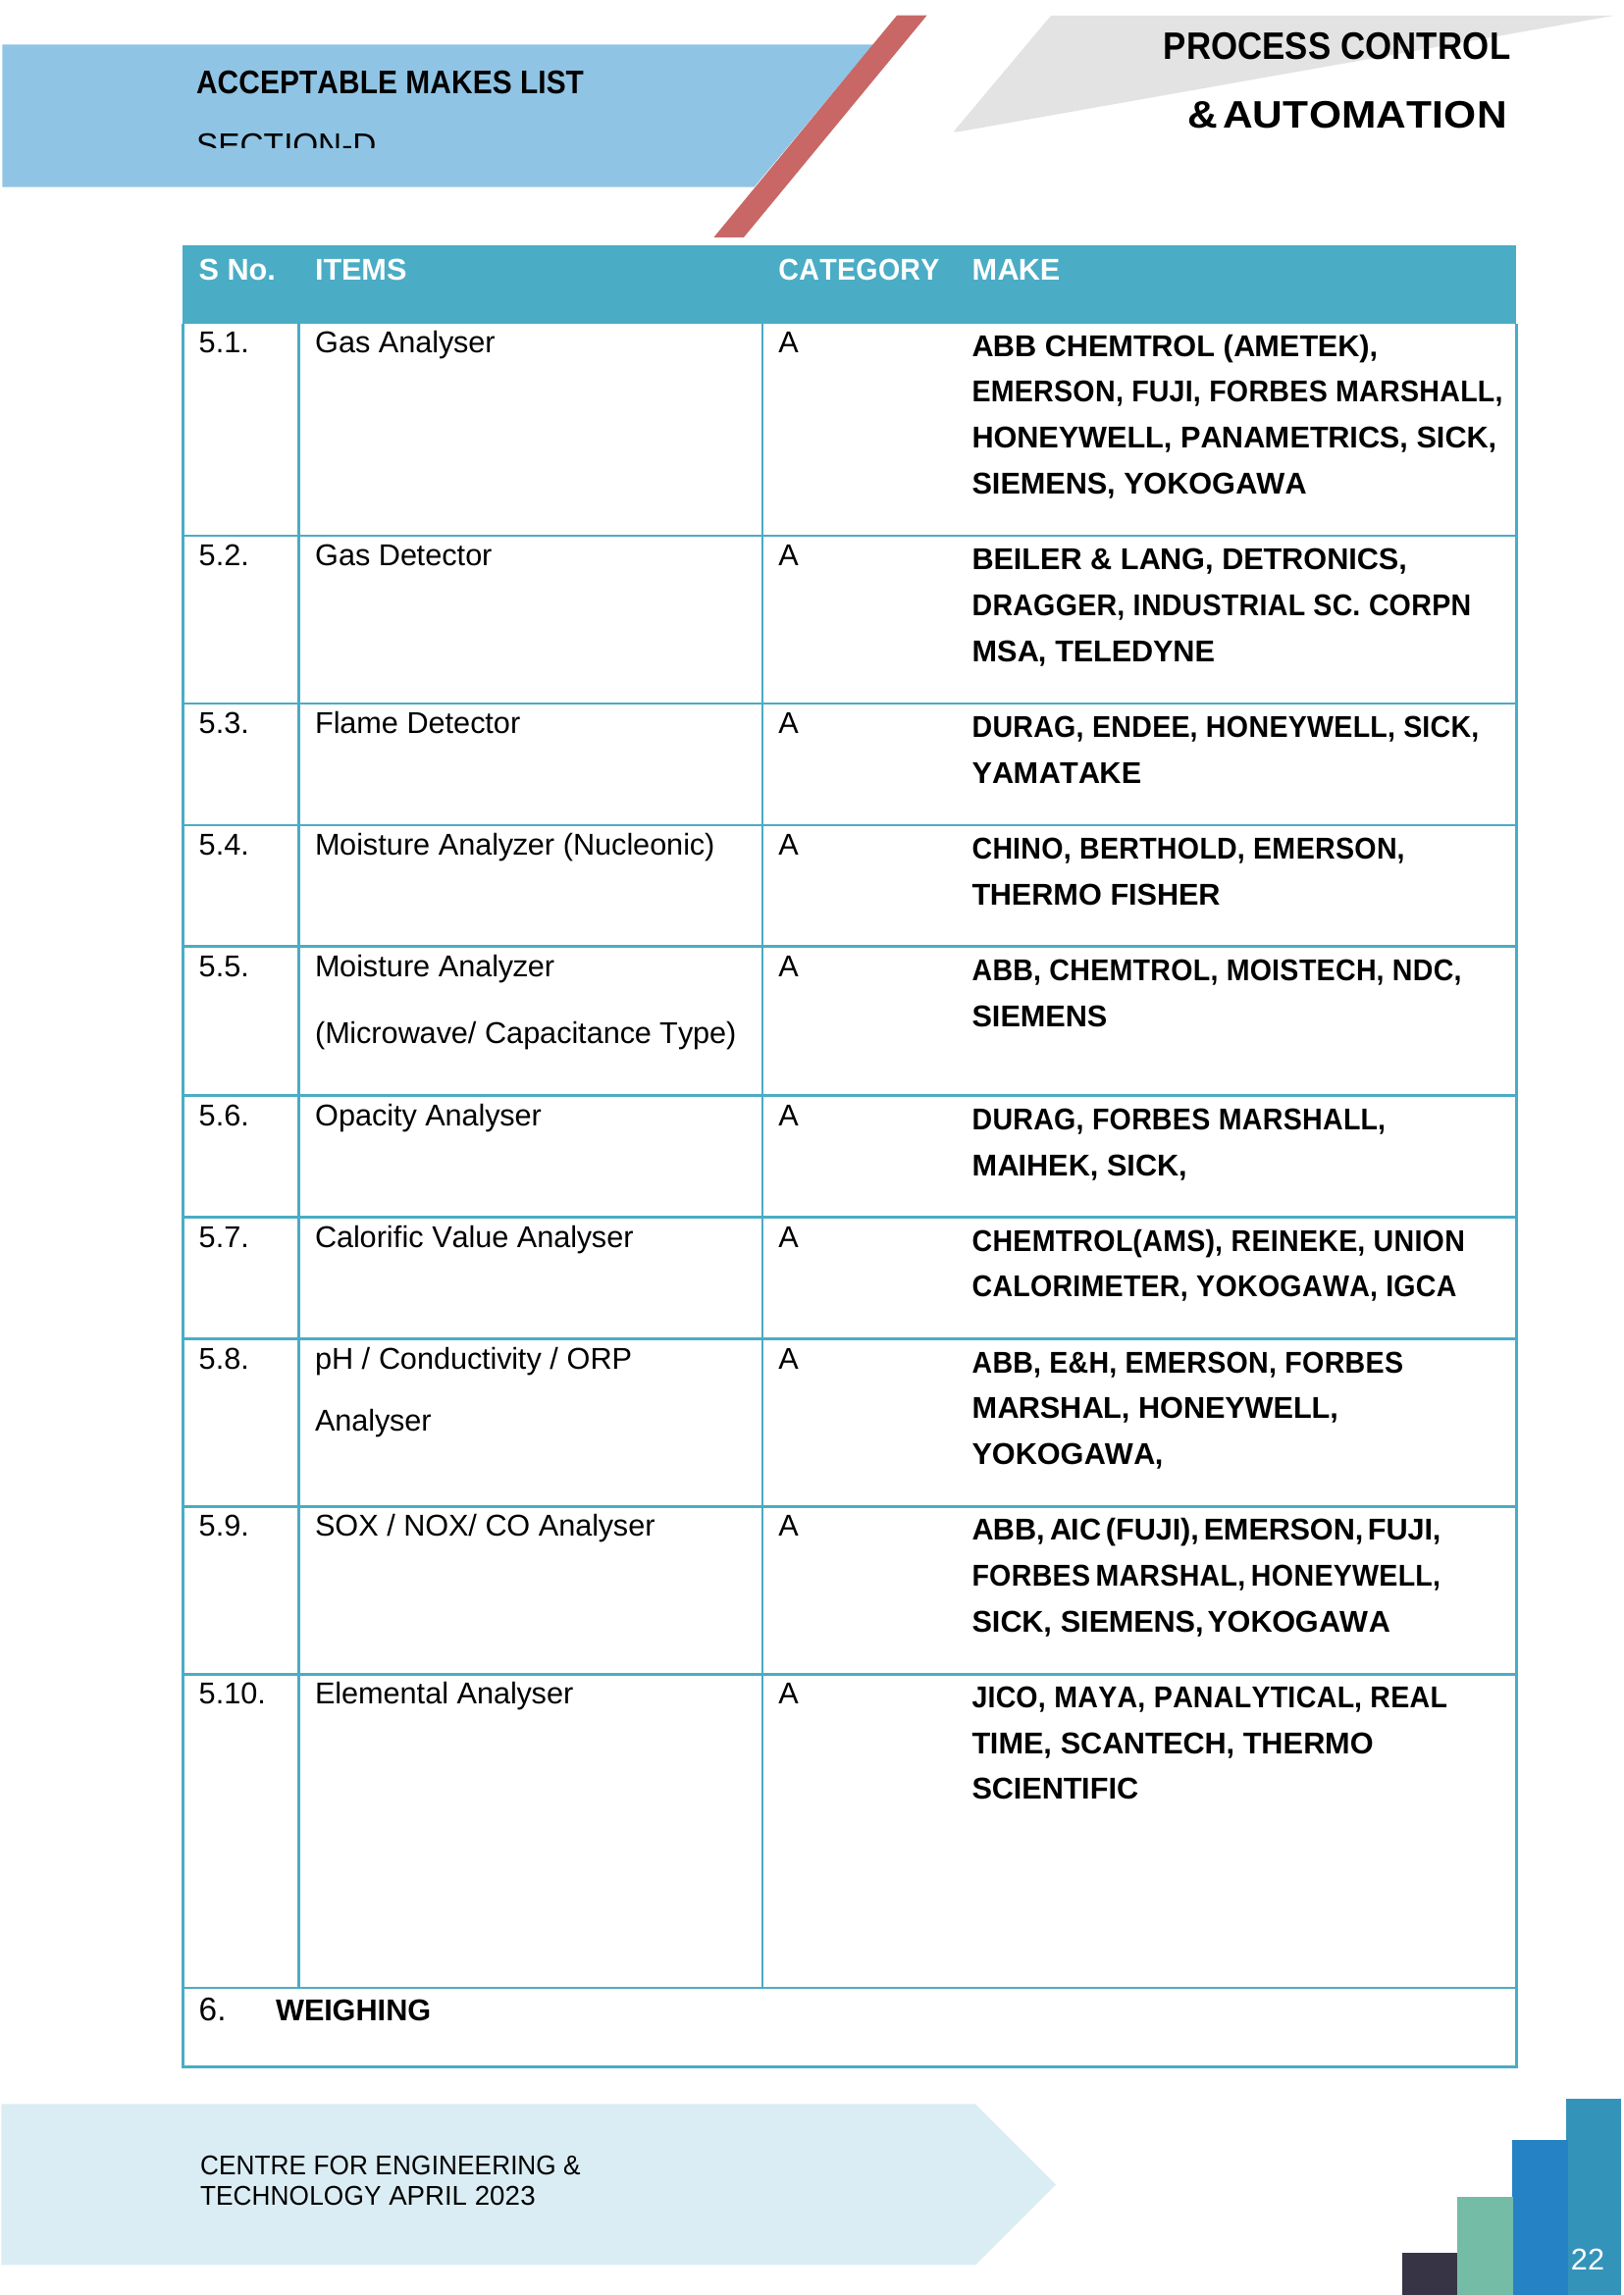 ACCEPTABLE MAKES LIST
SECTION-D
PROCESS CONTROL
& AUTOMATION
S No. ITEMS CATEGORY MAKE
5.1. Gas Analyser A ABB CHEMTROL (AMETEK),
EMERSON, FUJI, FORBES MARSHALL,
HONEYWELL, PANAMETRICS, SICK,
SIEMENS, YOKOGAWA
5.2. Gas Detector A BEILER & LANG, DETRONICS,
DRAGGER, INDUSTRIAL SC. CORPN
MSA, TELEDYNE
5.3. Flame Detector A DURAG, ENDEE, HONEYWELL, SICK,
YAMATAKE
5.4. Moisture Analyzer (Nucleonic) A CHINO, BERTHOLD, EMERSON,
THERMO FISHER
5.5. Moisture Analyzer A ABB, CHEMTROL, MOISTECH, NDC,
SIEMENS
(Microwave/ Capacitance Type)
5.6. Opacity Analyser A DURAG, FORBES MARSHALL,
MAIHEK, SICK,
5.7. Calorific Value Analyser A CHEMTROL(AMS), REINEKE, UNION
CALORIMETER, YOKOGAWA, IGCA
5.8. pH / Conductivity / ORP A ABB, E&H, EMERSON, FORBES
MARSHAL, HONEYWELL,
Analyser
YOKOGAWA,
5.9. SOX / NOX/ CO Analyser A ABB, AIC (FUJI), EMERSON, FUJI,
FORBES MARSHAL, HONEYWELL,
SICK, SIEMENS, YOKOGAWA
5.10. Elemental Analyser A JICO, MAYA, PANALYTICAL, REAL
TIME, SCANTECH, THERMO
SCIENTIFIC
6. WEIGHING
CENTRE FOR ENGINEERING &
TECHNOLOGY APRIL 2023
22